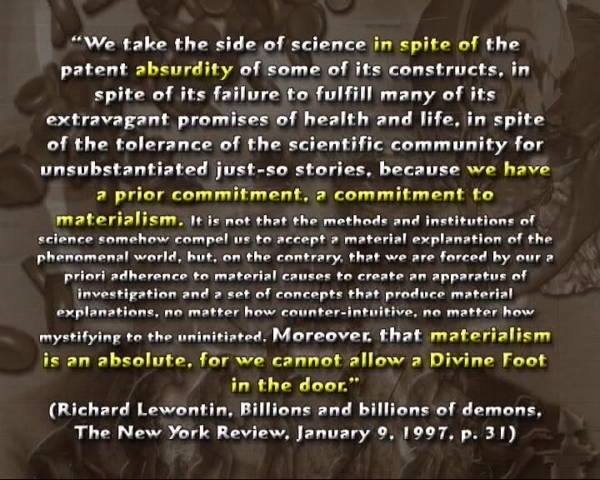 “We take the side of science in spite of the
patent absurdity of some of its constructs, in
spite of its failure to fulfill many of its
extravagant promises of health and life, in spite
of the tolerance of the scientific community for
unsubstantiated just-so stories, because we have
a prior commitment, a commitment to
materialism. It is not that the methods and institutions of
science somehow compel us to accept a material explanation of the
phenomenal world, but, on the contrary, that we are forced by our a
priori adherence to material causes to create an apparatus of
investigation and a set of concepts that produce material
explanations, no matter how counter-intuitive, no matter how
mystifying to the uninitiated. Moreover, that materialism
is an absolute, for we cannot allow a Divine Foot
in the door.”
(Richard Lewontin, Billions and billions of demons,
The New York Review, January 9, 1997, p. 31)